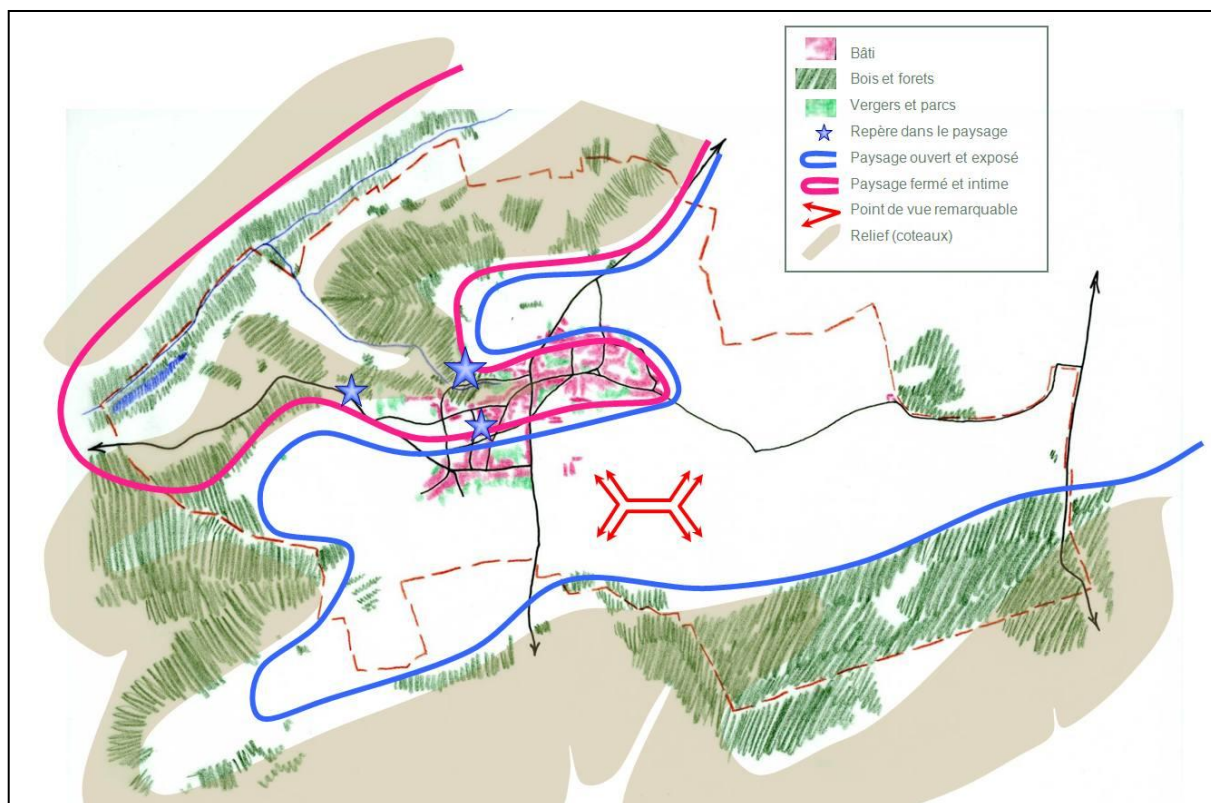 Bâti
Bois et forets
Vergers et parcs
Repère dans le paysage
Paysage ouvert et exposé
Paysage fermé et intime
Point de vue remarquable
Relief (coteaux)